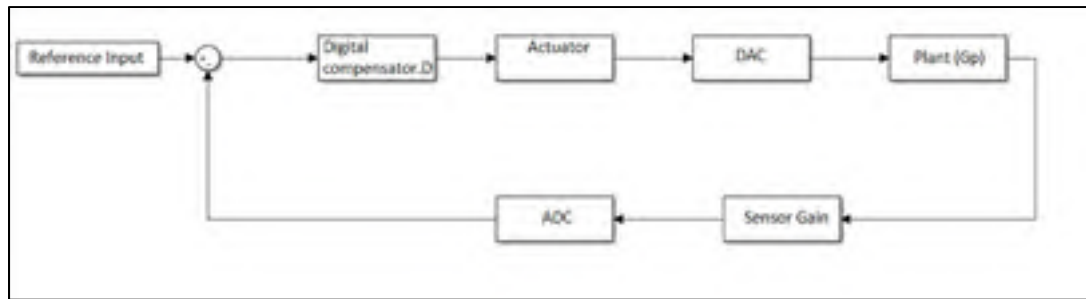 Reference Input
Digital
compensator.D
Actuator
DAC
Plant (Gp)
ADC
Sensor Gain